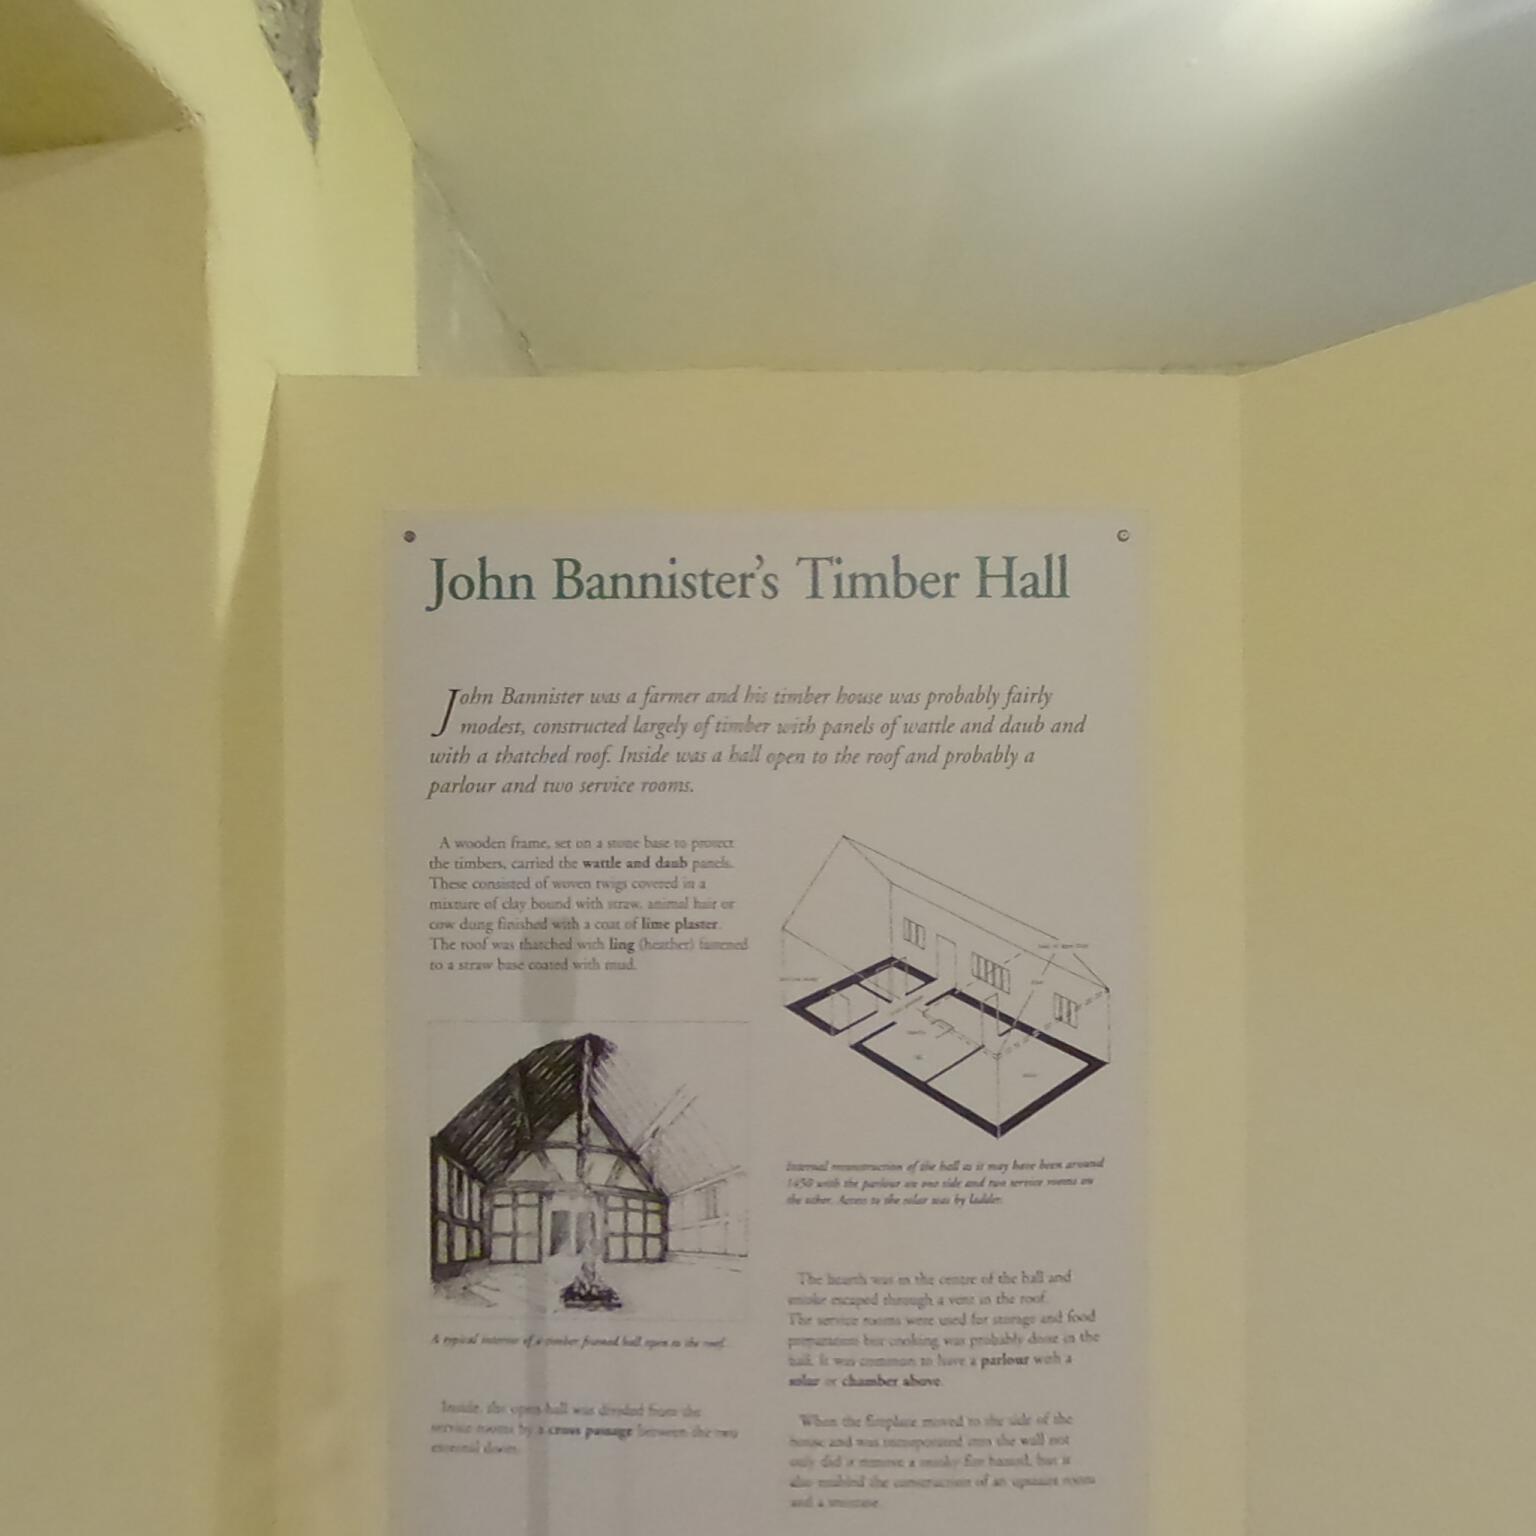 John Bannister's Timber Hall
John Bannister was a farmer and his timber house was probably fairly
modest, constructed largely of timber with panels of wattle and daub and
with a thatched roof. Inside was a hall open to the roof and probably a
parlour and two service rooms.
A wooden frame, set on a stone base to protect
the timbers, carried the wattle and daub panels.
These consisted of woven twigs covered in a
mixture of clay bound with straw, animal hair or
cow dung finished with a coat of lime plaster.
The roof was thatched with ling (heather) fastened
to a straw base coated with mud.
A typical interior of a timber framed hall open to the roof.
Inside, the open hall was divided from the
service rooms by a cross passage between the two
external doors.
Internal reconstruction of the hall as it may have been around
1450 with the parlour on one side and two service rooms on
the other. Access to the solar was by ladder.
The hearth was in the centre of the hall and
smoke escaped through a vent in the roof.
The service rooms were used for storage and food
preparation but cooking was probably done in the
hall. It was common to have a parlour with a
solar or chamber above.
When the fireplace moved to the side of the
house and was incorporated into the wall not
only did it remove a smoky fire hazard, but it
also enabled the construction of an upstairs room
and a staircase.